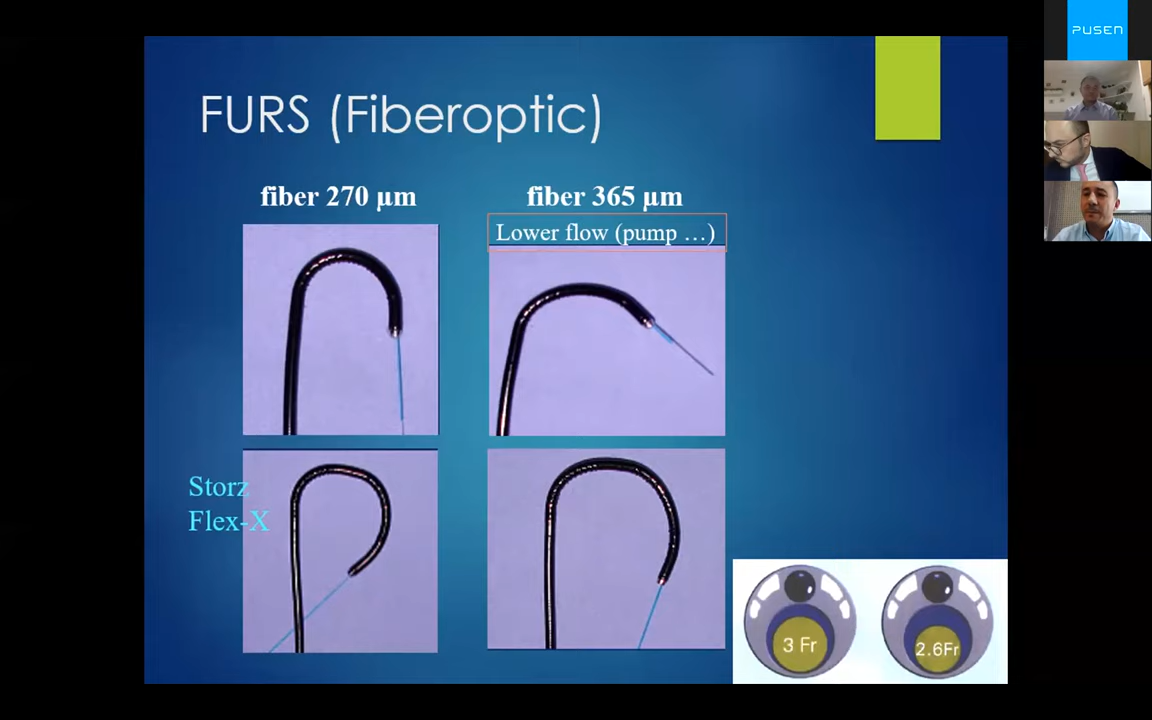 FURS (Fiberoptic)
fiber 270 µm
fiber 365 µm
Lower flow (pump …)
Storz
Flex-X
3 Fr
2.6Fr
PUSEN